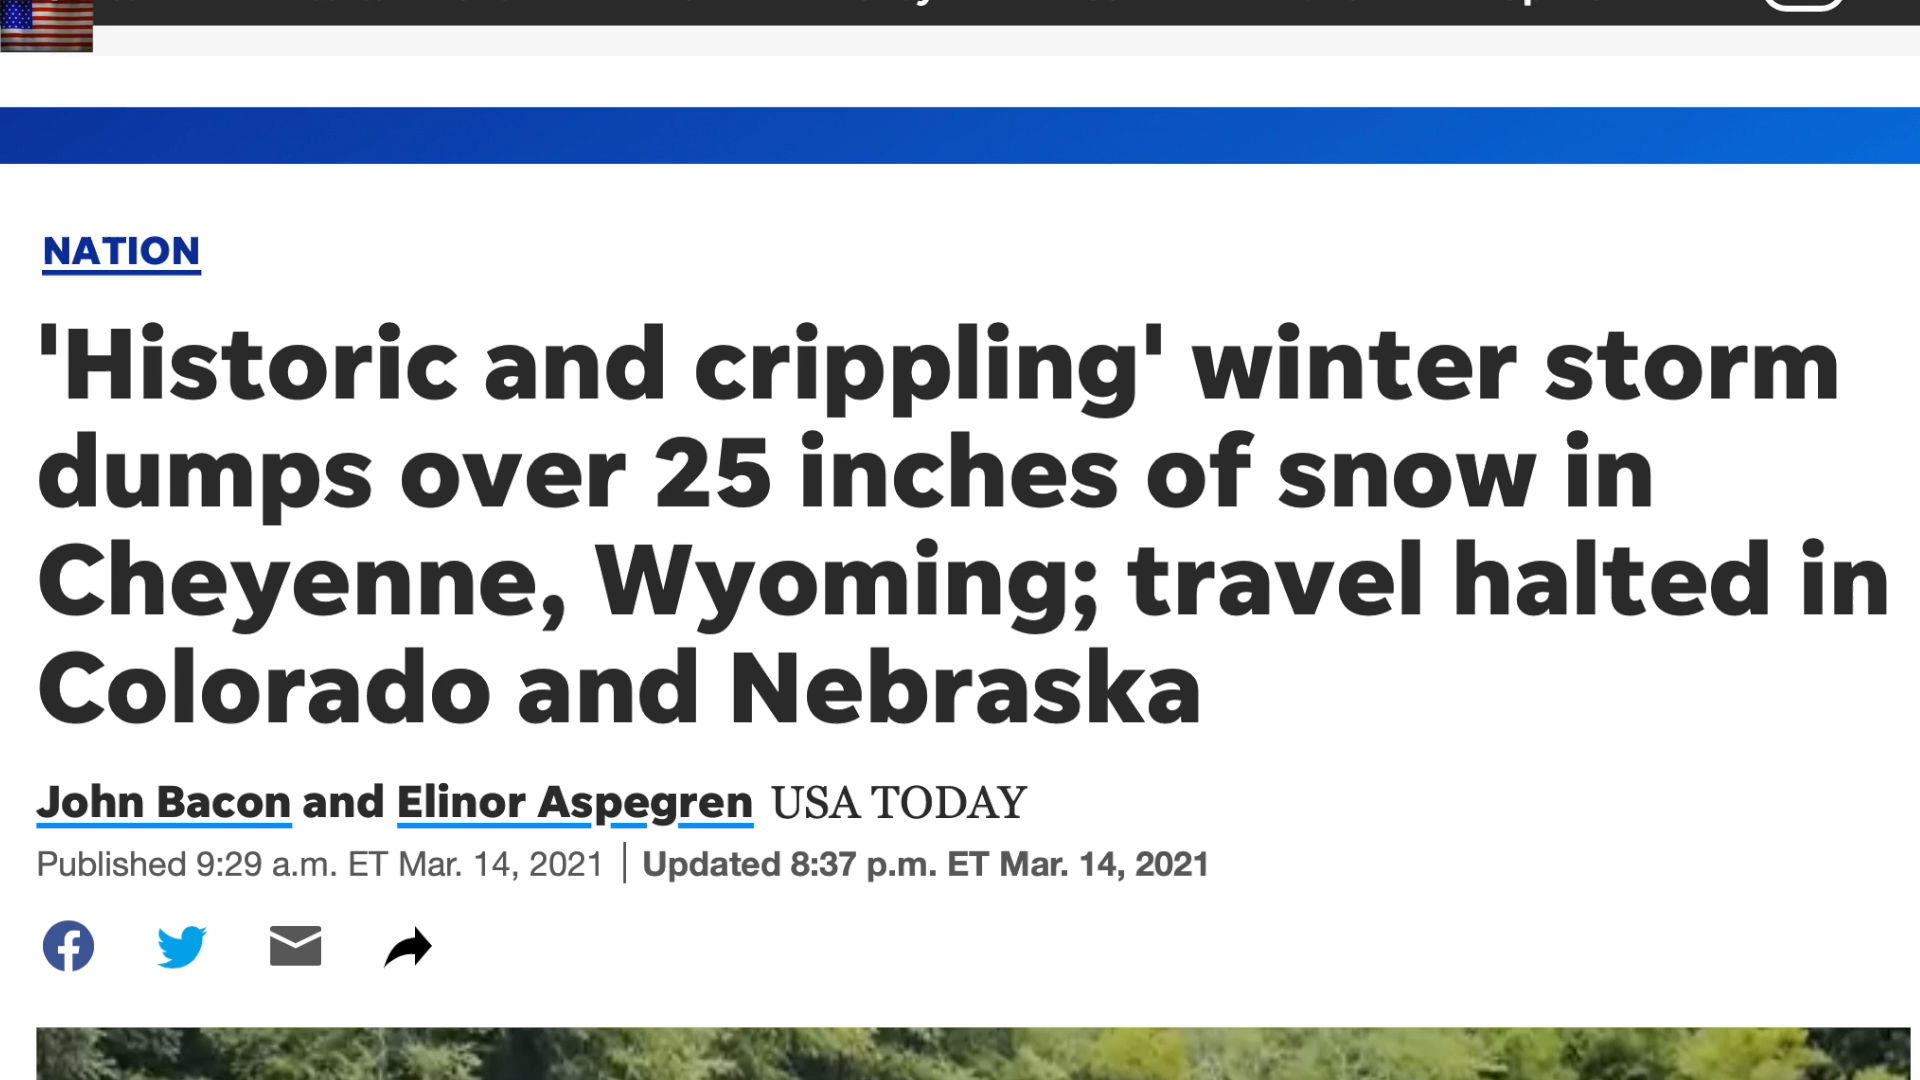 NATION
'Historic and crippling' winter storm
dumps over 25 inches of snow in
Cheyenne, Wyoming; travel halted in
Colorado and Nebraska
John Bacon and Elinor Aspegren USA TODAY
Published 9:29 a.m. ET Mar. 14, 2021 | Updated 8:37 p.m. ET Mar. 14, 2021